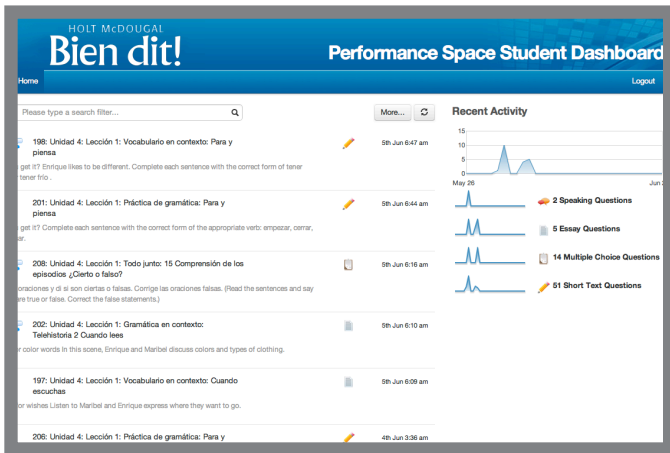 HOLT McDOUGAL
Bien dit!
Performance Space Student Dashboard
Home
Logout
Please type a search filter...
More...
198: Unidad 4: Lección 1: Vocabulario en contexto: Para y
piensa
5th Jun 6:47 am
get it? Enrique likes to be different. Complete each sentence with the correct form of tener
tener frío .
201: Unidad 4: Lección 1: Práctica de gramática: Para y
piensa
5th Jun 6:44 am
get it? Complete each sentence with the correct form of the appropriate verb: empezar, cerrar,
208: Unidad 4: Lección 1: Todo junto: 15 Comprensión de los
episodios ¿Cierto o falso?
5th Jun 6:16 am
oraciones y di si son ciertas o falsas. Corrige las oraciones falsas. (Read the sentences and say
are true or false. Correct the false statements.)
202: Unidad 4: Lección 1: Gramática en contexto:
Telehistoria 2 Cuando lees
5th Jun 6:10 am
color words In this scene, Enrique and Maribel discuss colors and types of clothing.
197: Unidad 4: Lección 1: Vocabulario en contexto: Cuando
escuchas
5th Jun 6:09 am
or wishes Listen to Maribel and Enrique express where they want to go.
206: Unidad 4: Lección 1: Práctica de gramática: Para y
4th Jun 3:36 am
Recent Activity
15
10
5
0
May 26
Jun
2 Speaking Questions
5 Essay Questions
14 Multiple Choice Questions
51 Short Text Questions